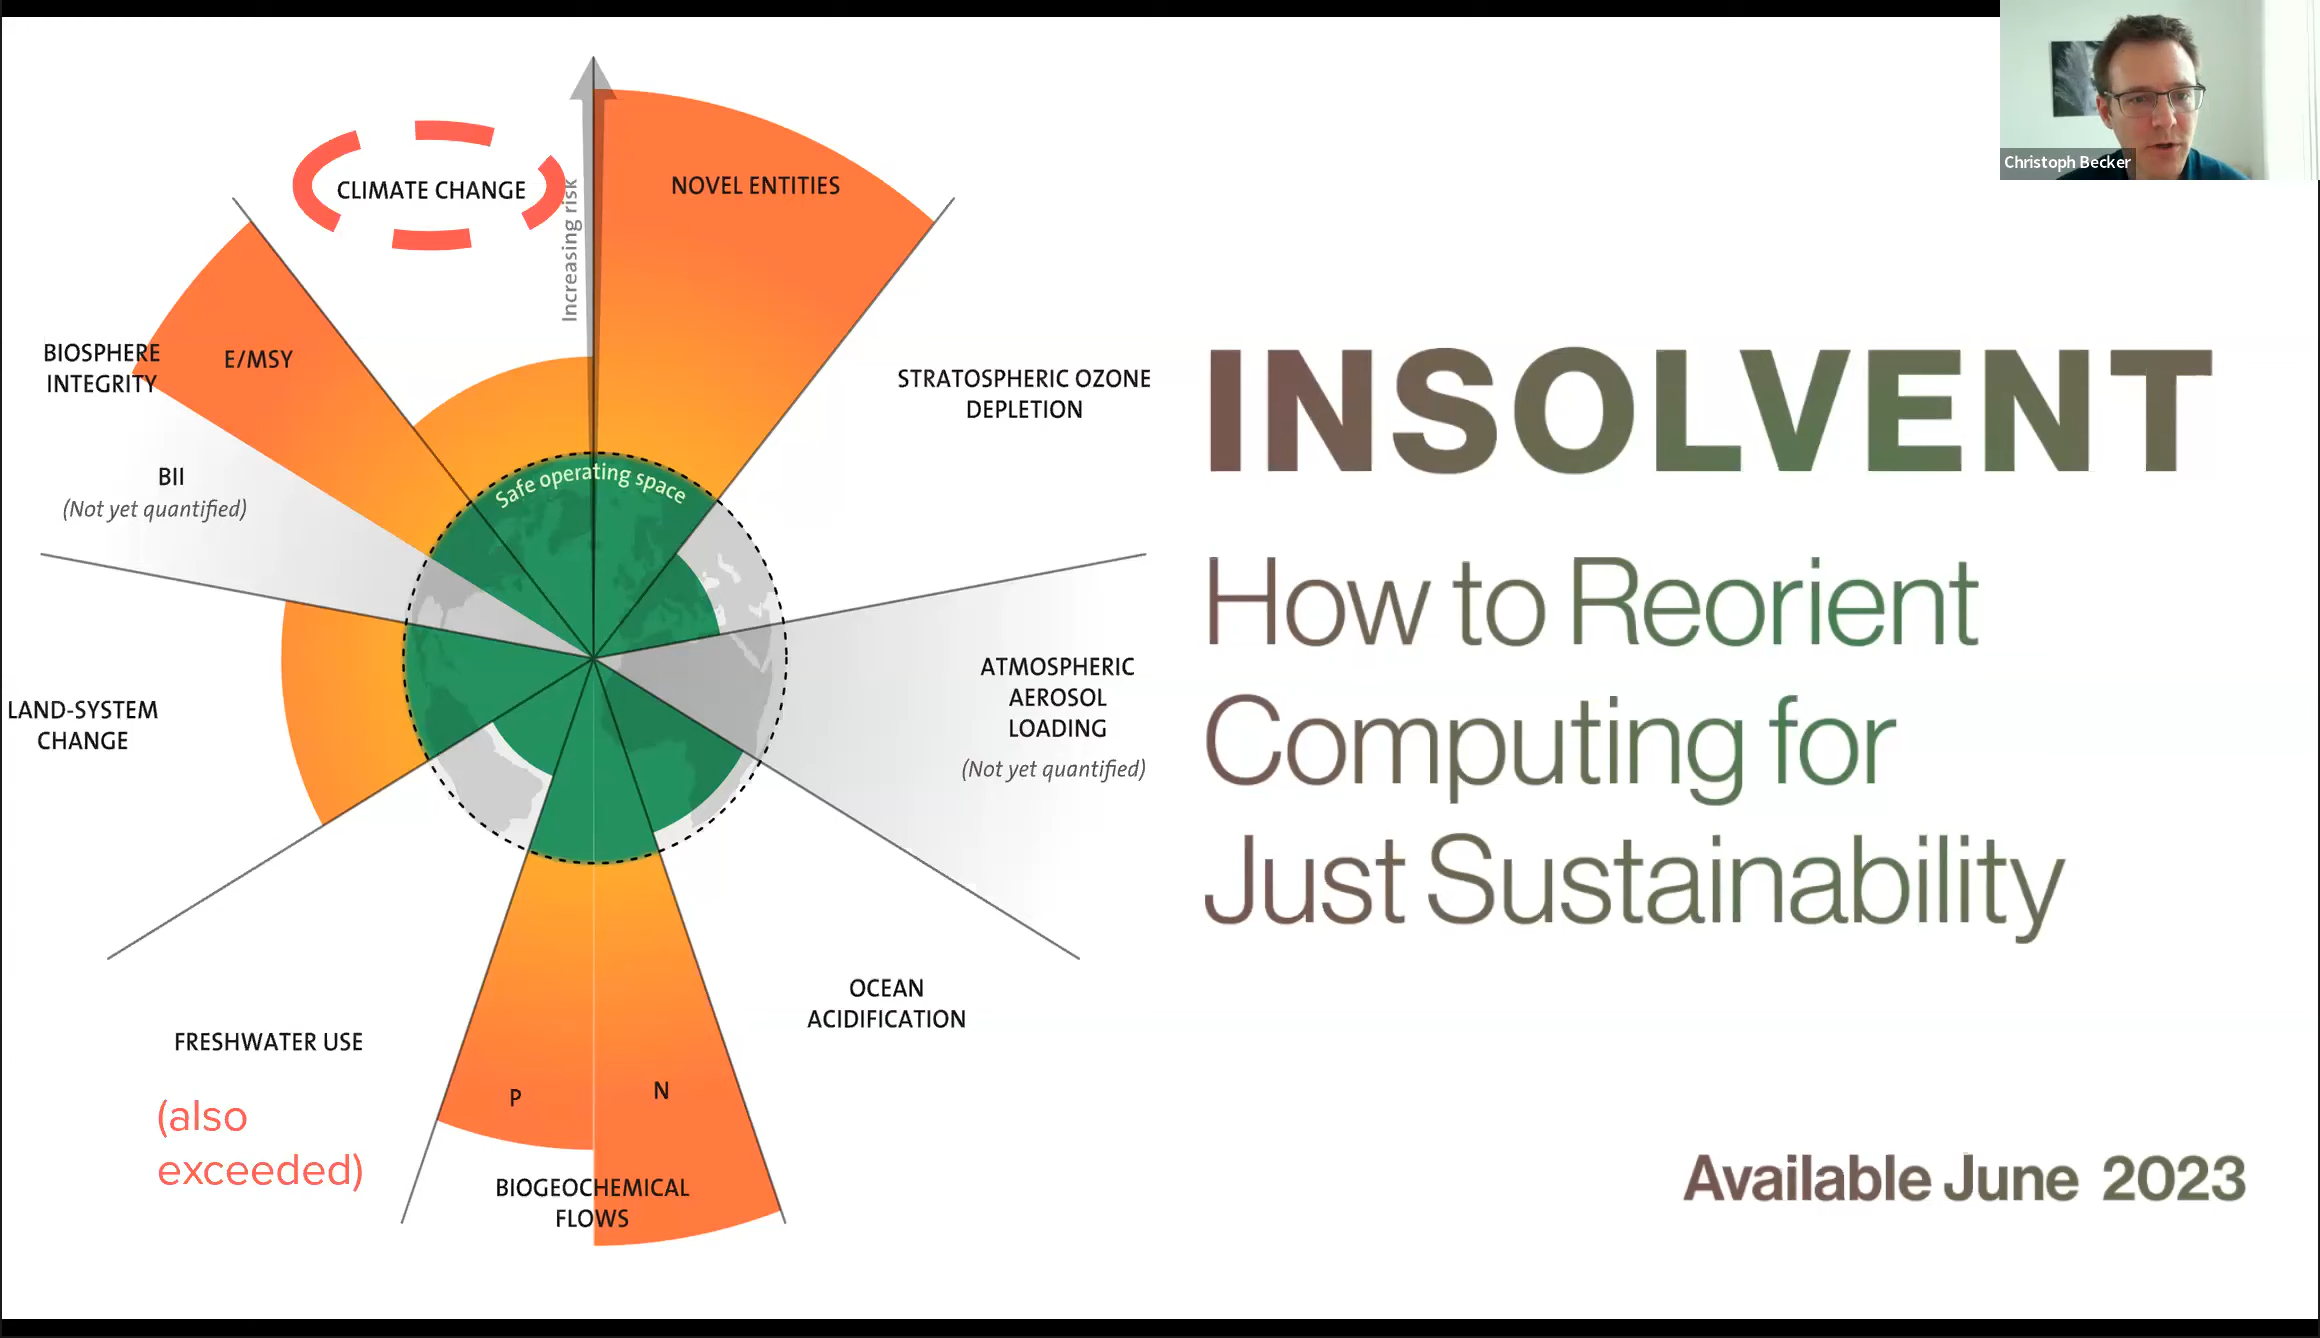 CLIMATE CHANGE
Increasing risk
NOVEL ENTITIES
BIOSPHERE
INTEGRITY
E/MSY
STRATOSPHERIC OZONE
DEPLETION
BII
(Not yet quantified)
Safe operating space
LAND-SYSTEM
CHANGE
ATMOSPHERIC
AEROSOL
LOADING
(Not yet quantified)
FRESHWATER USE
(also
exceeded)
P
N
BIOGEOCHEMICAL
FLOWS
OCEAN
ACIDIFICATION
INSOLVENT
How to Reorient
Computing for
Just Sustainability
Available June 2023
Christoph Becker